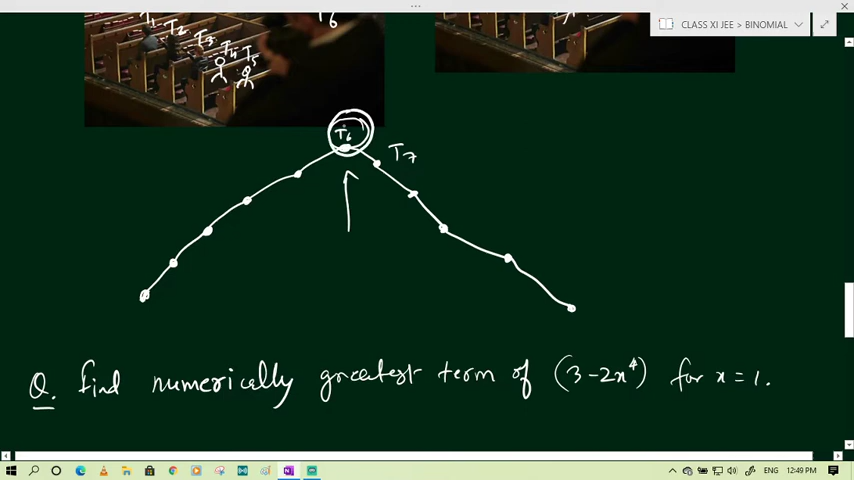 CLASS XI JEE > BINOMIAL
T1 T2 T3 T4 T5
T6
T6
T7
Q. Find numerically greatest term of (3-2x⁴) for x=1.
ENG 12:49 PM